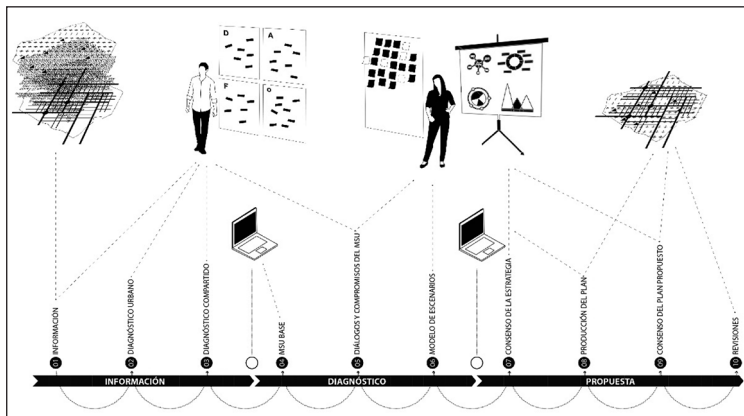 D
A
F
O
01 INFORMACIÓN
02 DIAGNÓSTICO URBANO
03 DIAGNÓSTICO COMPARTIDO
04 MSU BASE
05 DIÁLOGOS Y COMPROMISOS DEL MSU
06 MODELO DE ESCENARIOS
07 CONSENSO DE LA ESTRATEGIA
08 PRODUCCIÓN DEL PLAN
09 CONSENSO DEL PLAN PROPUESTO
10 REVISIONES
INFORMACIÓN
DIAGNÓSTICO
PROPUESTA